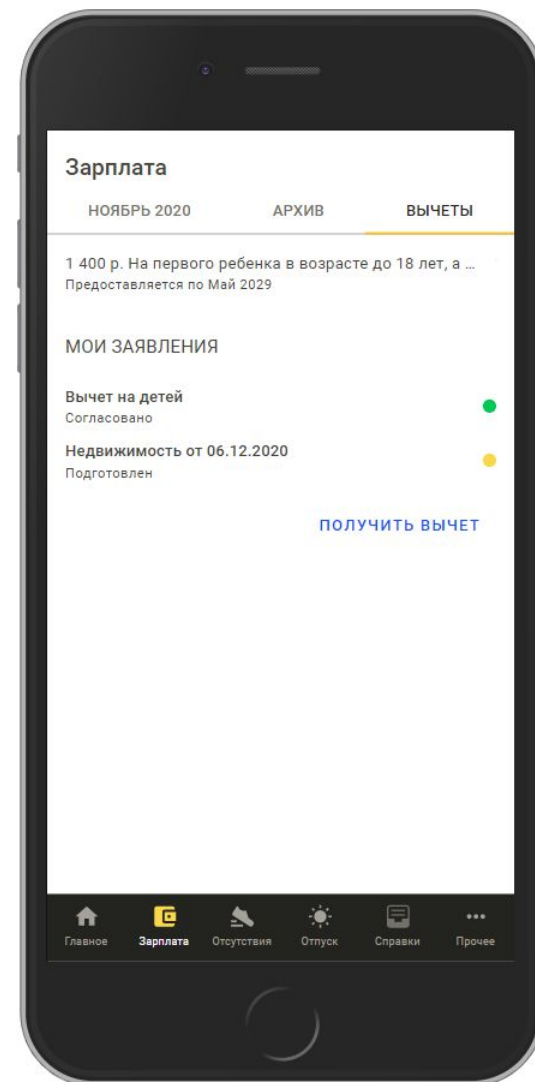 Зарплата
НОЯБРЬ 2020 АРХИВ ВЫЧЕТЫ
1 400 р. На первого ребенка в возрасте до 18 лет, а ...
Предоставляется по Май 2029
МОИ ЗАЯВЛЕНИЯ
Вычет на детей
Согласовано
Недвижимость от 06.12.2020
Подготовлен
ПОЛУЧИТЬ ВЫЧЕТ
Главное Зарплата Отсутствия Отпуск Справки Прочее